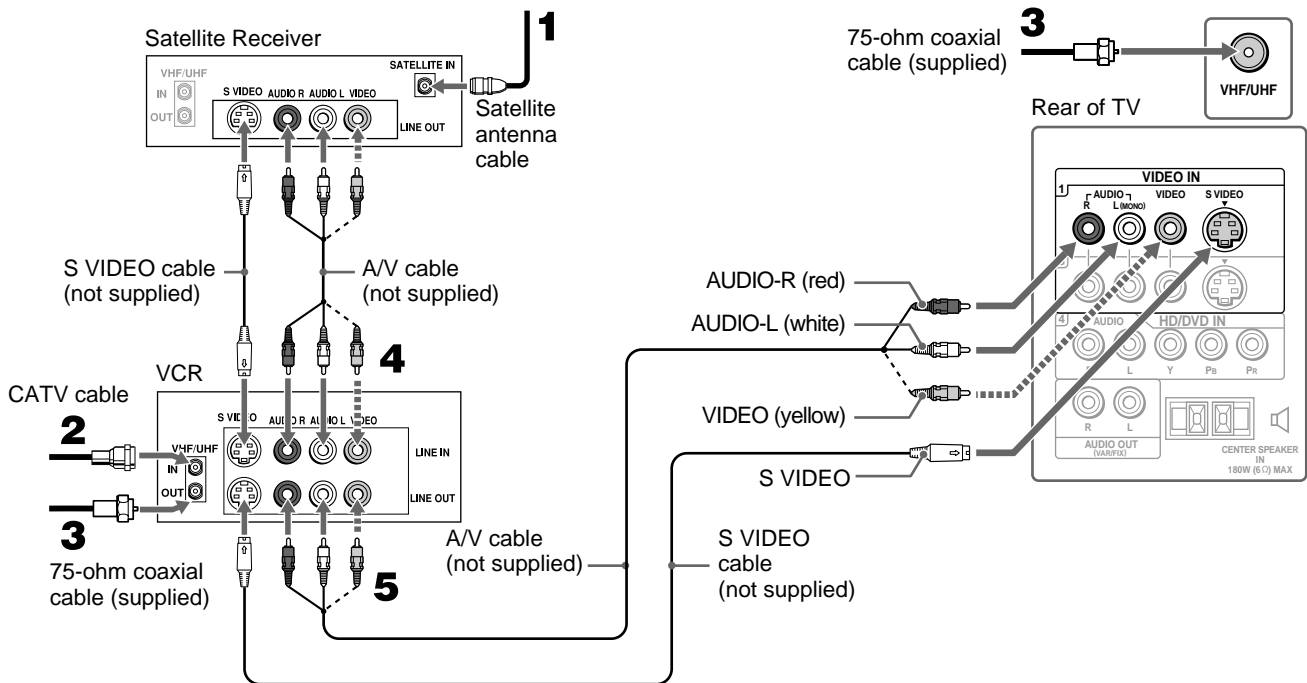 1
Satellite Receiver
VHF/UHF
IN
OUT
S VIDEO AUDIO R AUDIO L VIDEO
LINE OUT
SATELLITE IN
Satellite
antenna
cable
S VIDEO cable
(not supplied)
A/V cable
(not supplied)
4
VCR
CATV cable
2
VHF/UHF
IN
OUT
S VIDEO AUDIO R AUDIO L VIDEO
LINE IN
LINE OUT
3
75-ohm coaxial
cable (supplied)
5
A/V cable
(not supplied)
S VIDEO
cable
(not supplied)
AUDIO-R (red)
AUDIO-L (white)
VIDEO (yellow)
S VIDEO
3
75-ohm coaxial
cable (supplied)
VHF/UHF
Rear of TV
VIDEO IN
1
AUDIO
R L (MONO)
VIDEO
S VIDEO
4
AUDIO
HD/DVD IN
L Y PB PR
R L
AUDIO OUT
(VAR/FIX)
CENTER SPEAKER
IN
180W (6Ω) MAX